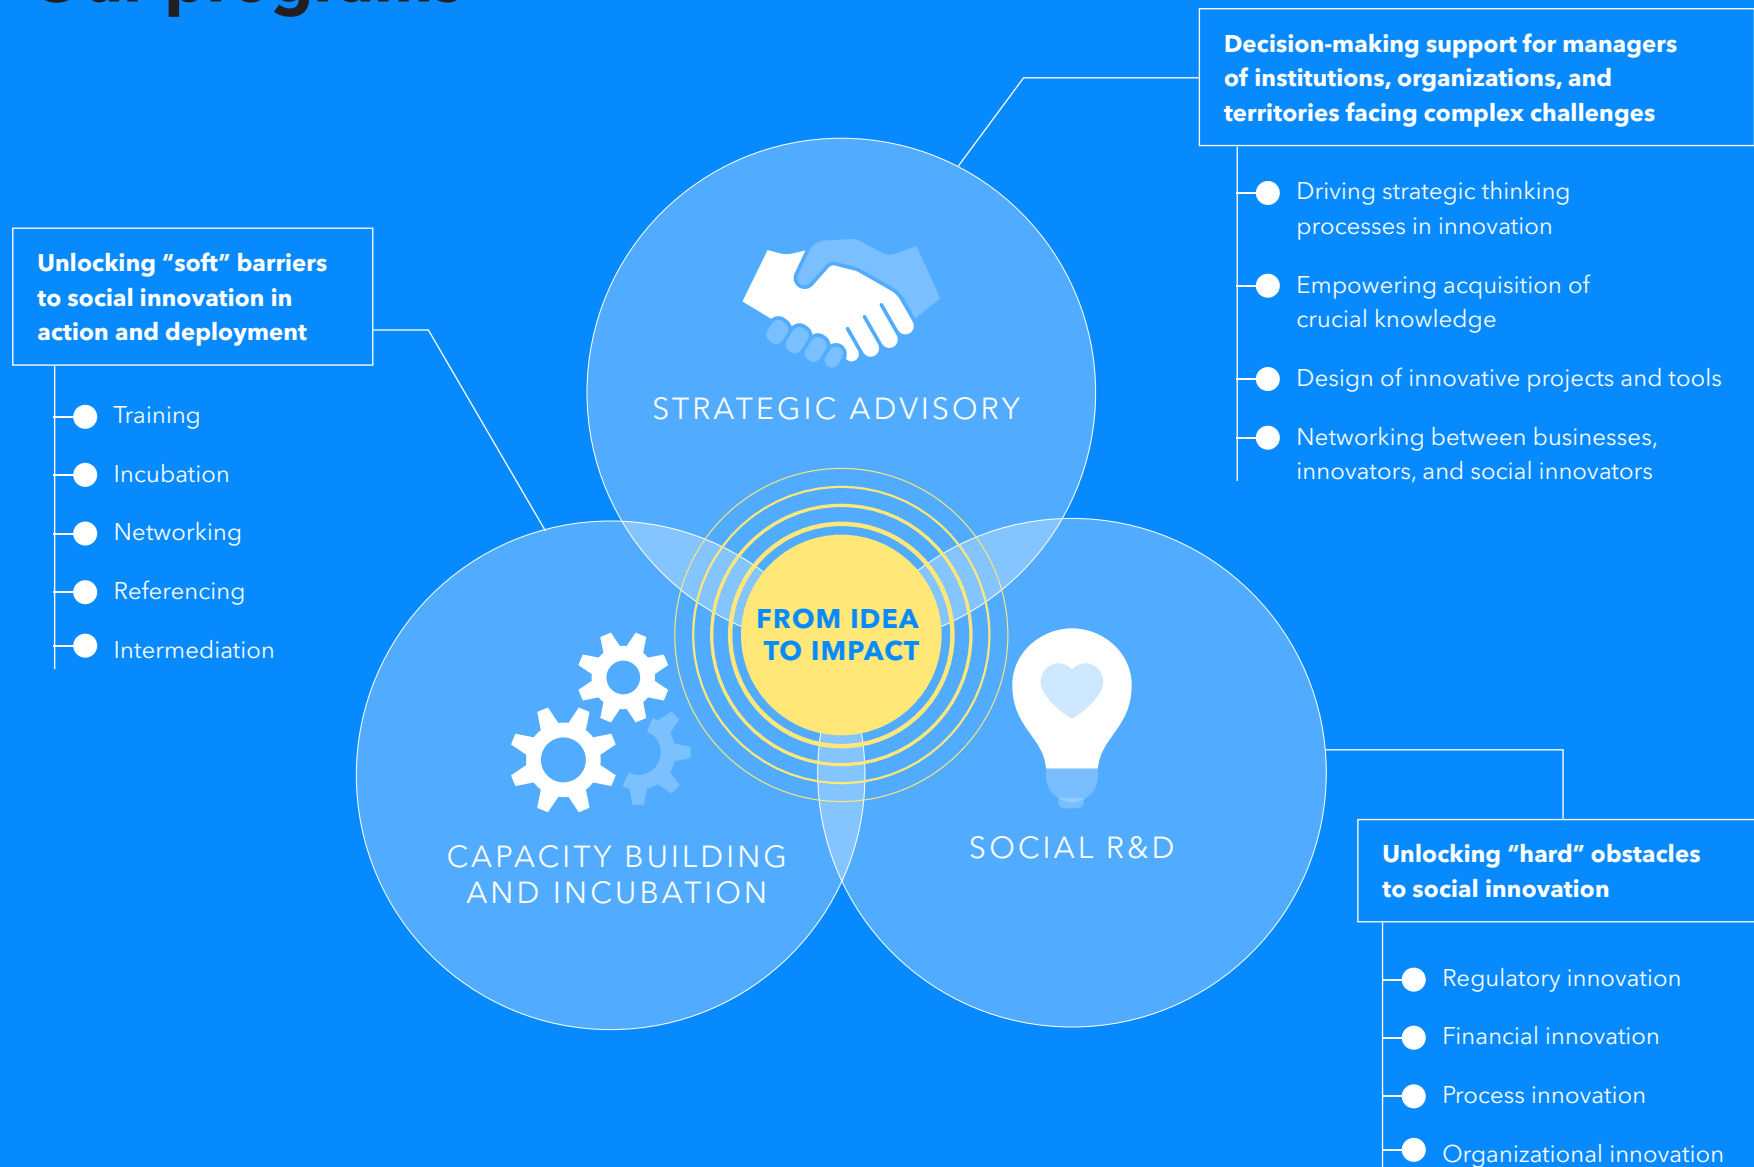 Our programs
Decision-making support for managers
of institutions, organizations, and
territories facing complex challenges
Driving strategic thinking
processes in innovation
Empowering acquisition of
crucial knowledge
Design of innovative projects and tools
Networking between businesses,
innovators, and social innovators
Unlocking “soft” barriers
to social innovation in
action and deployment
Training
Incubation
Networking
Referencing
Intermediation
STRATEGIC ADVISORY
FROM IDEA
TO IMPACT
CAPACITY BUILDING
AND INCUBATION
SOCIAL R&D
Unlocking “hard” obstacles
to social innovation
Regulatory innovation
Financial innovation
Process innovation
Organizational innovation